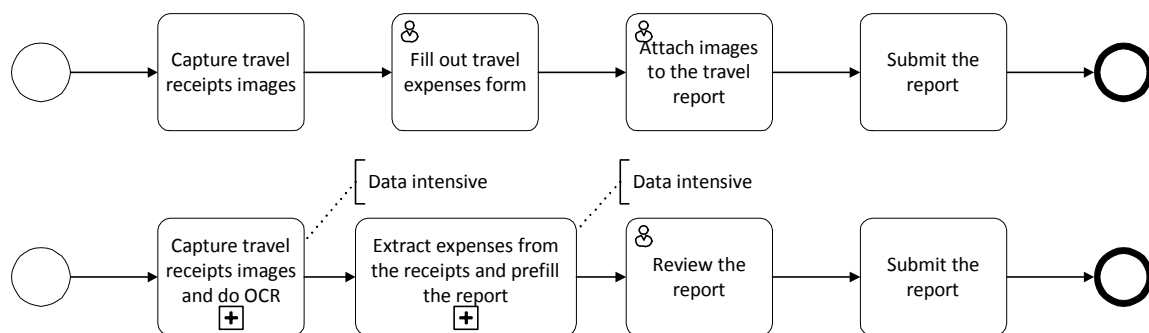 Capture travel
receipts images
Fill out travel
expenses form
Attach images
to the travel
report
Submit the
report
Data intensive
Data intensive
Capture travel
receipts images
and do OCR
Extract expenses from
the receipts and prefill
the report
Review the
report
Submit the
report